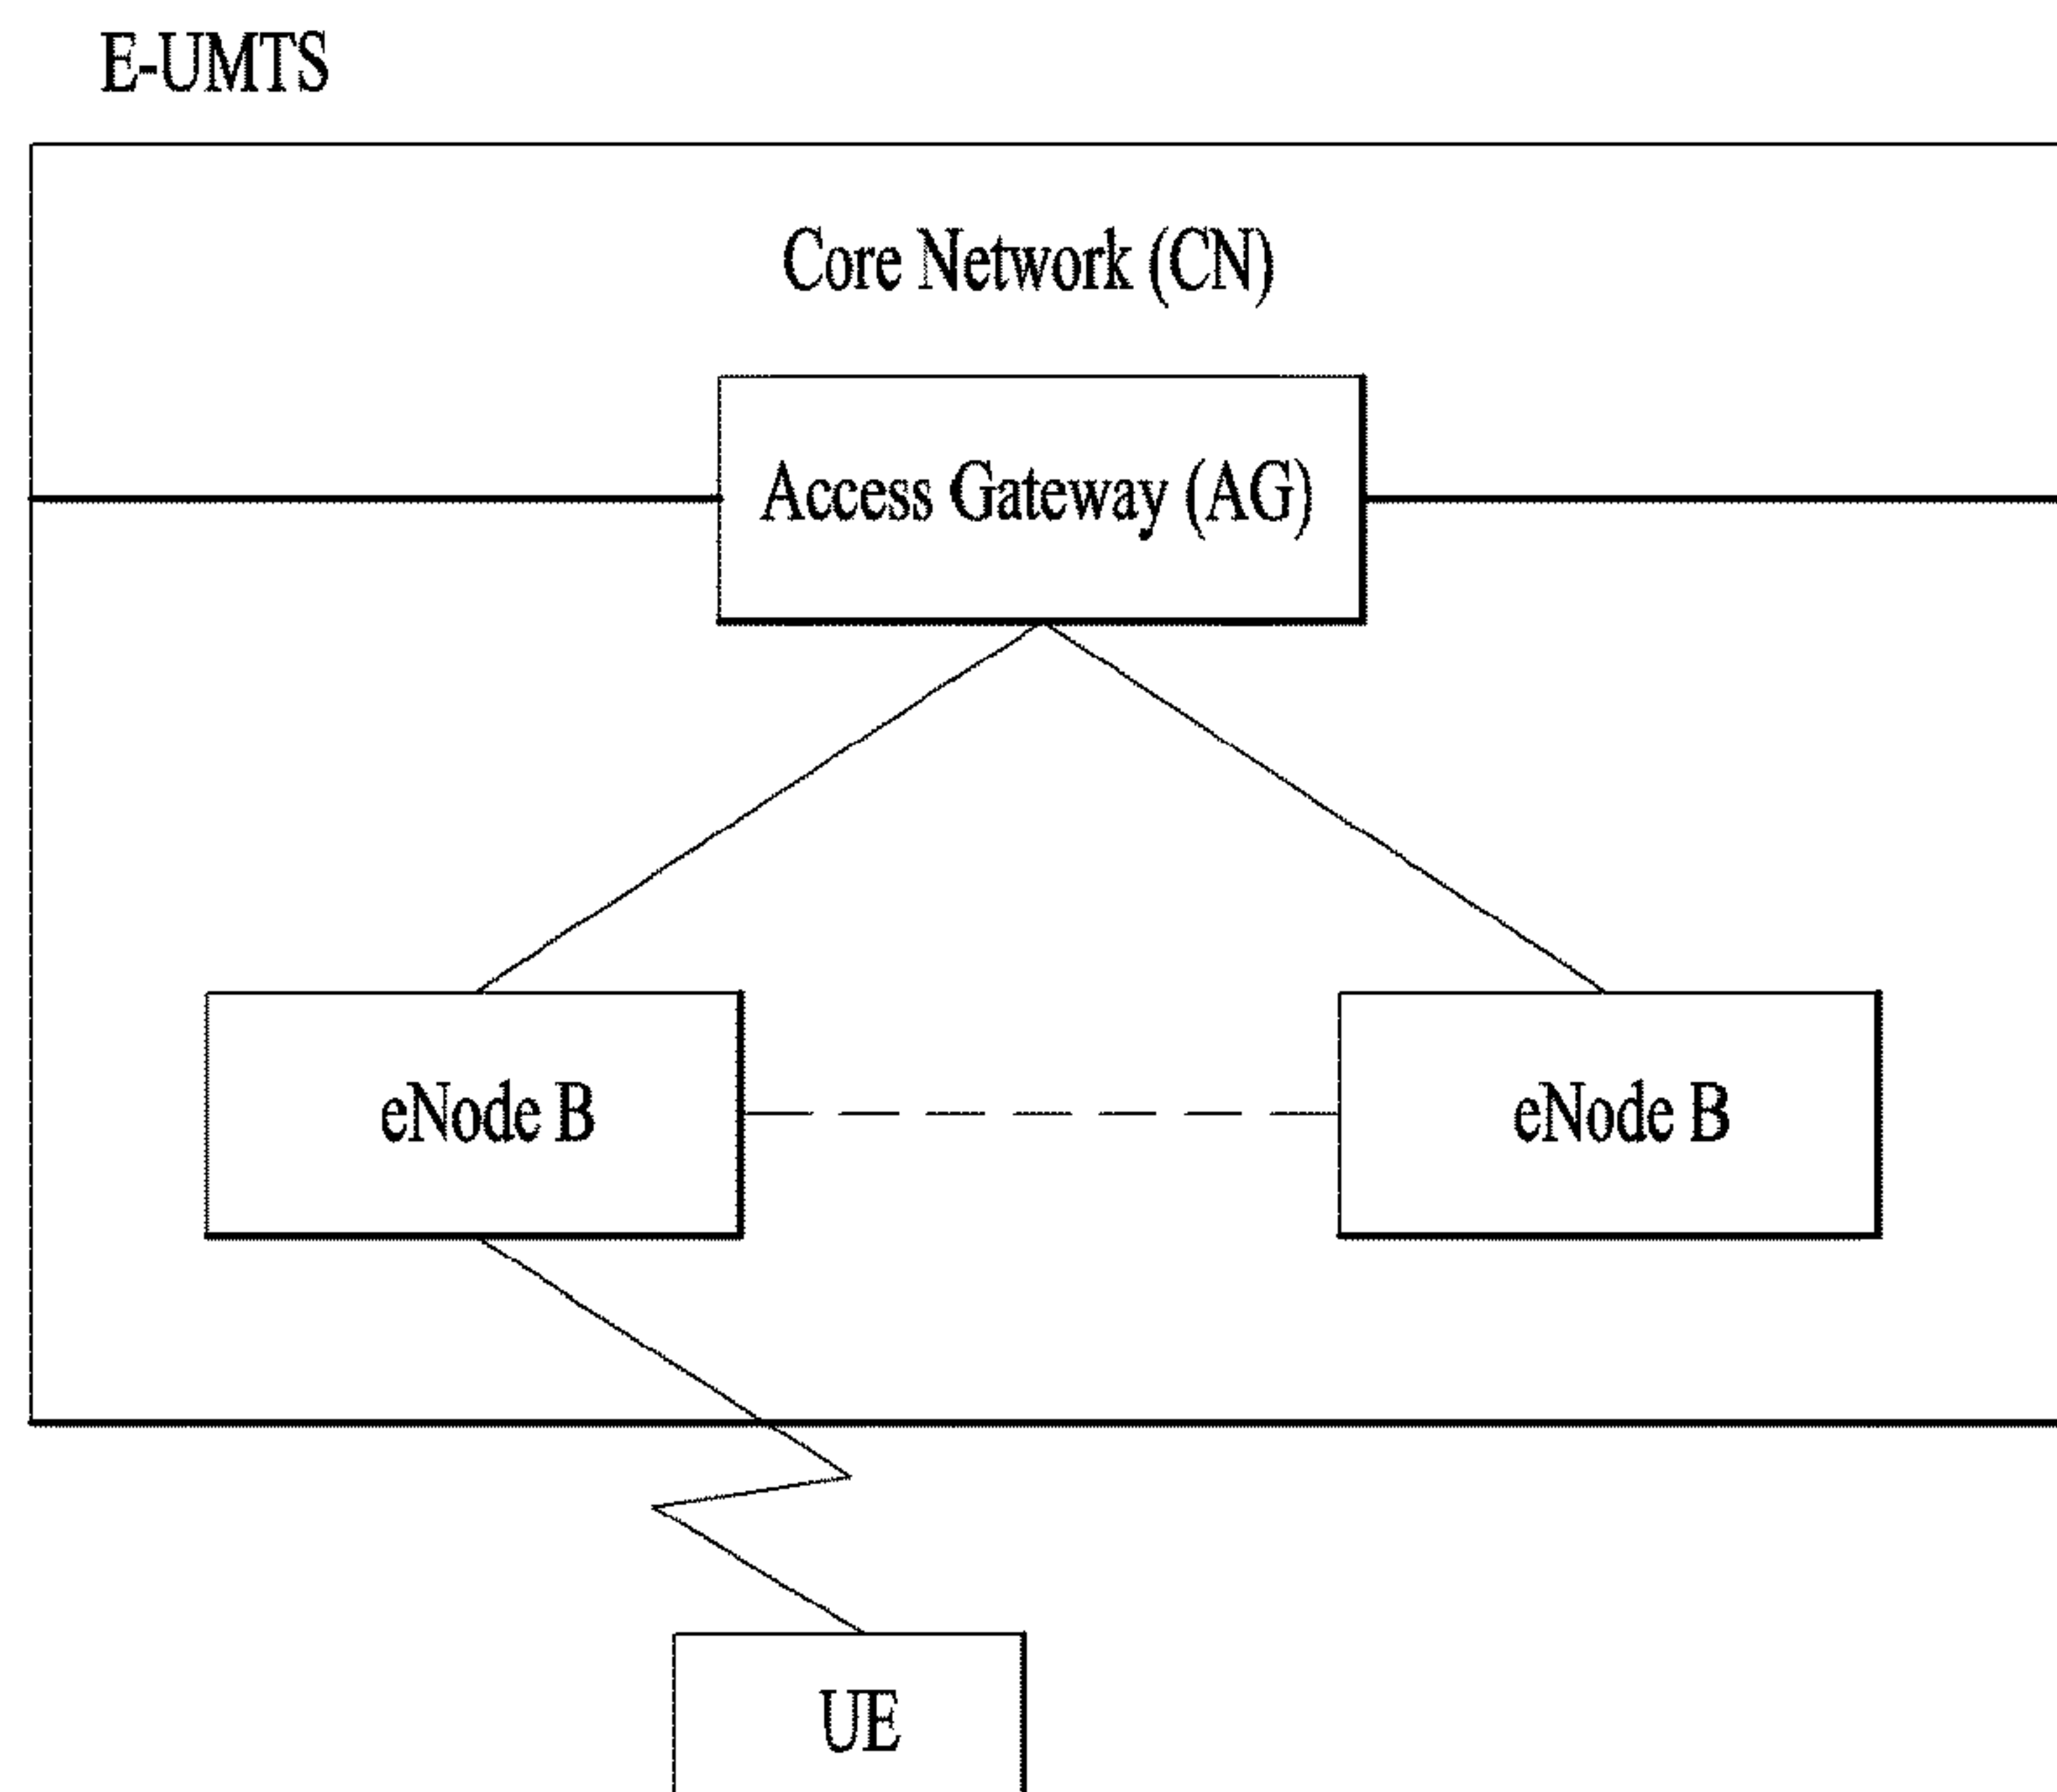 E-UMTS
Core Network (CN)
Access Gateway (AG)
eNode B
eNode B
UE